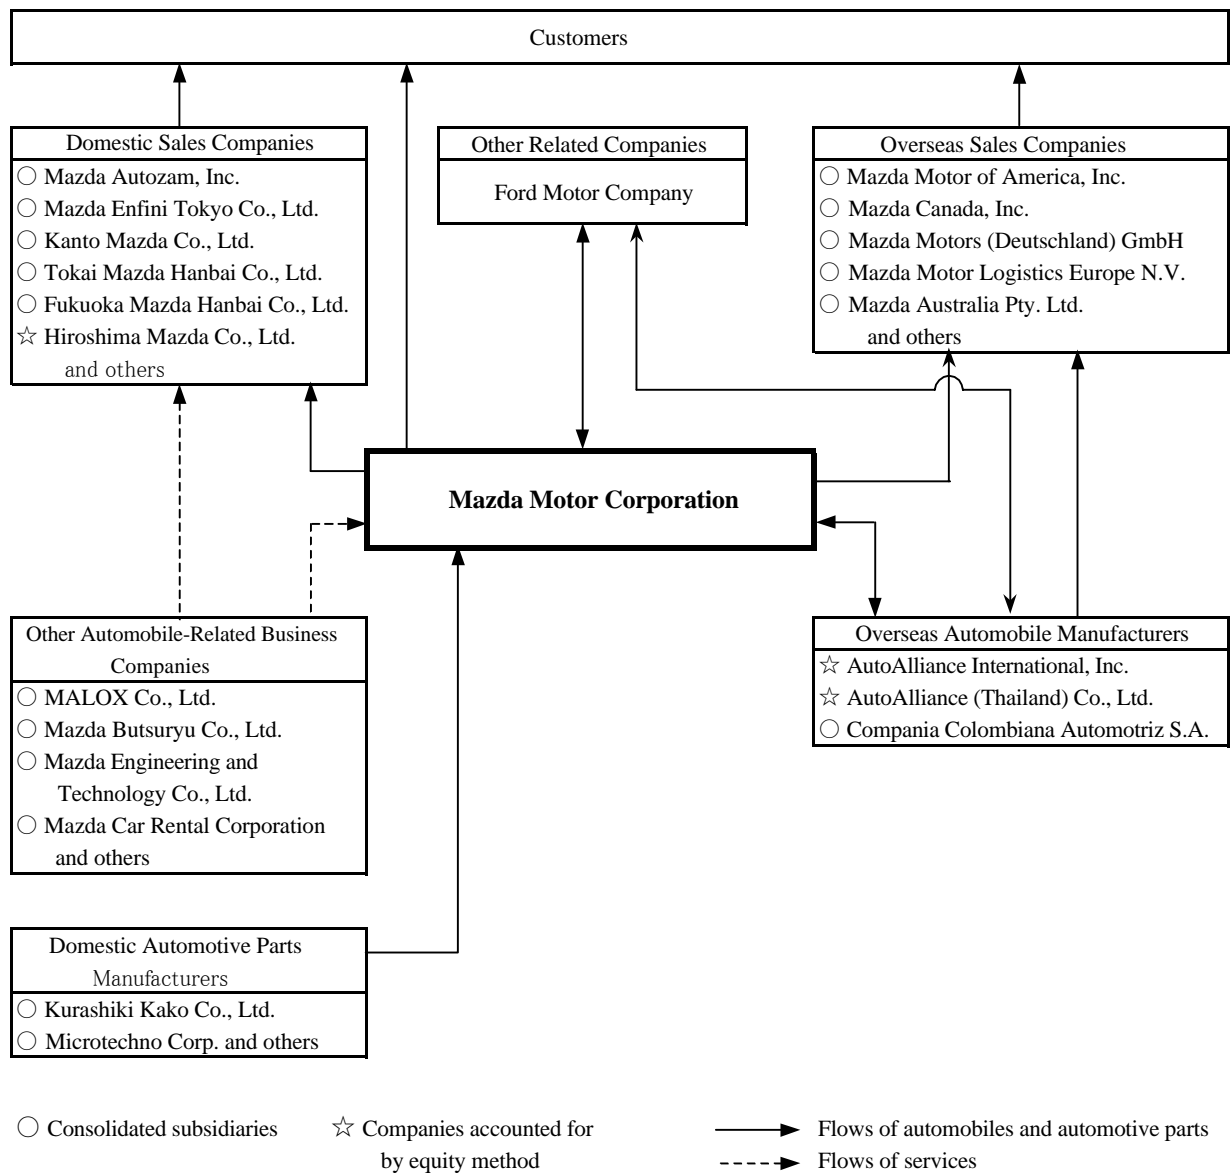 Customers
Domestic Sales Companies
○ Mazda Autozam, Inc.
○ Mazda Enfini Tokyo Co., Ltd.
○ Kanto Mazda Co., Ltd.
○ Tokai Mazda Hanbai Co., Ltd.
○ Fukuoka Mazda Hanbai Co., Ltd.
☆ Hiroshima Mazda Co., Ltd.
and others
Other Related Companies
Ford Motor Company
Overseas Sales Companies
○ Mazda Motor of America, Inc.
○ Mazda Canada, Inc.
○ Mazda Motors (Deutschland) GmbH
○ Mazda Motor Logistics Europe N.V.
○ Mazda Australia Pty. Ltd.
and others
Mazda Motor Corporation
Other Automobile-Related Business
Companies
○ MALOX Co., Ltd.
○ Mazda Butsuryu Co., Ltd.
○ Mazda Engineering and
Technology Co., Ltd.
○ Mazda Car Rental Corporation
and others
Overseas Automobile Manufacturers
☆ AutoAlliance International, Inc.
☆ AutoAlliance (Thailand) Co., Ltd.
○ Compania Colombiana Automotriz S.A.
Domestic Automotive Parts
Manufacturers
○ Kurashiki Kako Co., Ltd.
○ Microtechno Corp. and others
○ Consolidated subsidiaries
☆ Companies accounted for
by equity method
Flows of automobiles and automotive parts
Flows of services